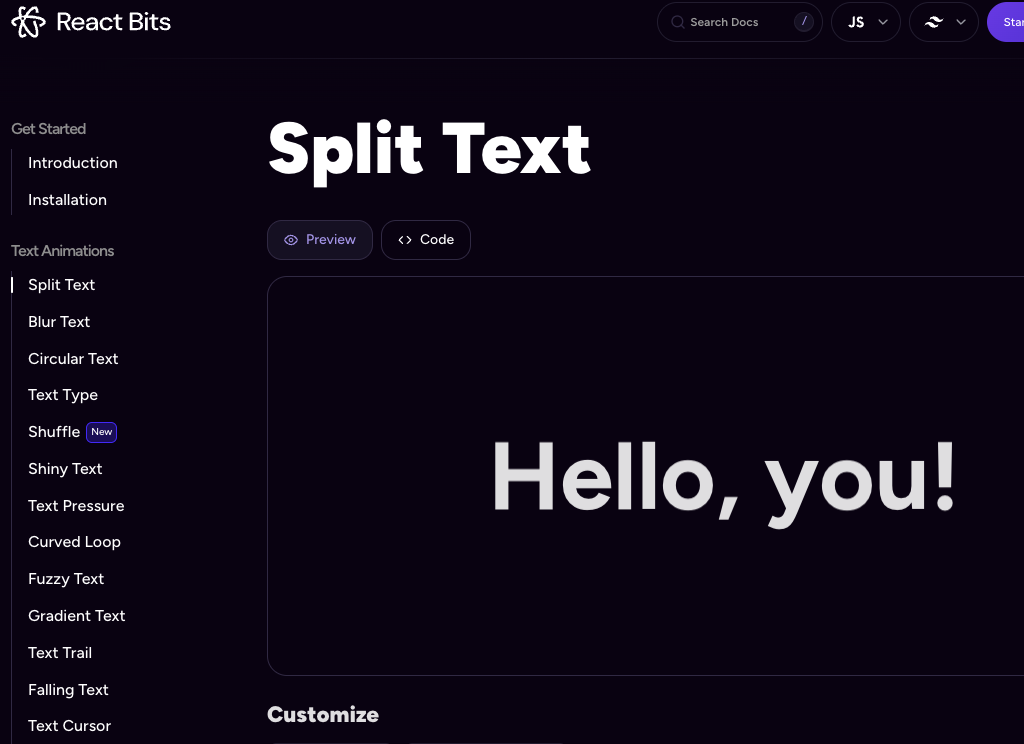 React Bits
Search Docs
/
JS
Get Started
Introduction
Installation
Text Animations
Split Text
Blur Text
Circular Text
Text Type
Shuffle New
Shiny Text
Text Pressure
Curved Loop
Fuzzy Text
Gradient Text
Text Trail
Falling Text
Text Cursor
Split Text
Preview
Code
Hello, you!
Customize